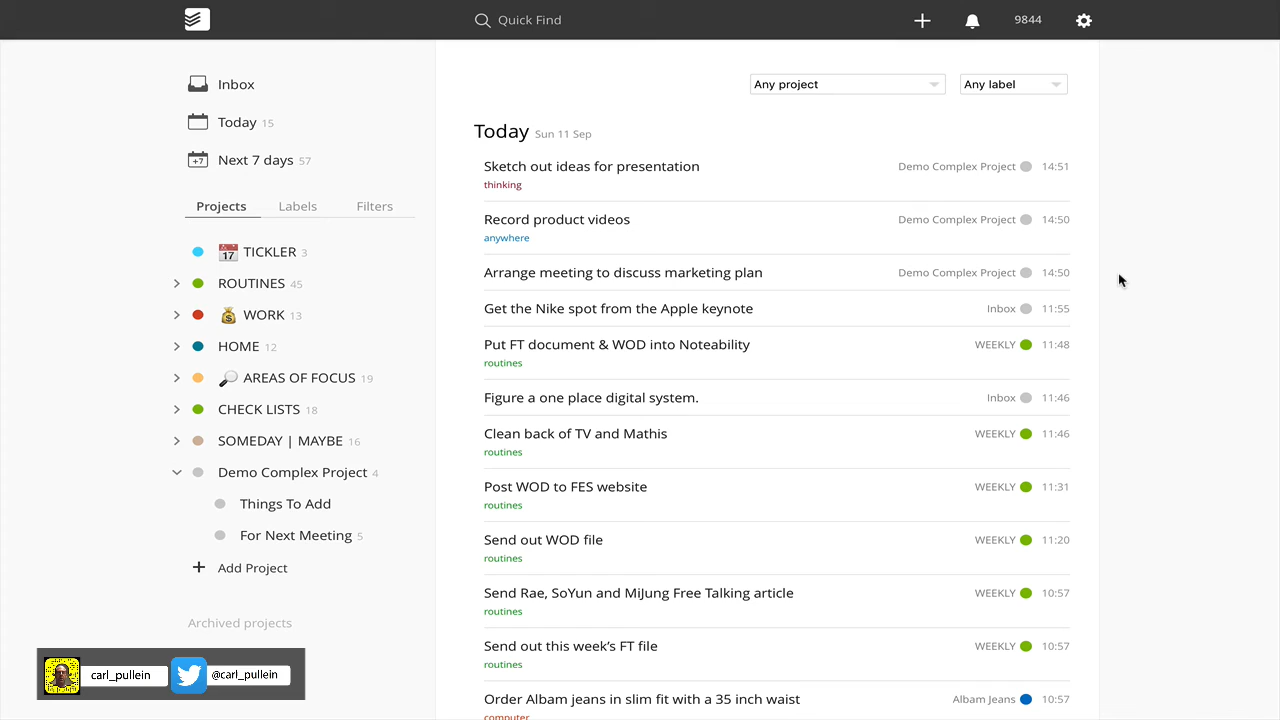 Quick Find
9844
Inbox
Today 15
+7 Next 7 days 57
Projects Labels Filters
17 TICKLER 3
ROUTINES 45
WORK 13
HOME 12
AREAS OF FOCUS 19
CHECK LISTS 18
SOMEDAY | MAYBE 16
Demo Complex Project 4
Things To Add
For Next Meeting 5
Add Project
Archived projects
carl_pullein @carl_pullein
Any project Any label
Today Sun 11 Sep
Sketch out ideas for presentation Demo Complex Project 14:51
thinking
Record product videos Demo Complex Project 14:50
anywhere
Arrange meeting to discuss marketing plan Demo Complex Project 14:50
Get the Nike spot from the Apple keynote Inbox 11:55
Put FT document & WOD into Noteability WEEKLY 11:48
routines
Figure a one place digital system. Inbox 11:46
Clean back of TV and Mathis WEEKLY 11:46
routines
Post WOD to FES website WEEKLY 11:31
routines
Send out WOD file WEEKLY 11:20
routines
Send Rae, SoYun and MiJung Free Talking article WEEKLY 10:57
routines
Send out this week's FT file WEEKLY 10:57
routines
Order Albam jeans in slim fit with a 35 inch waist Albam Jeans 10:57
computer